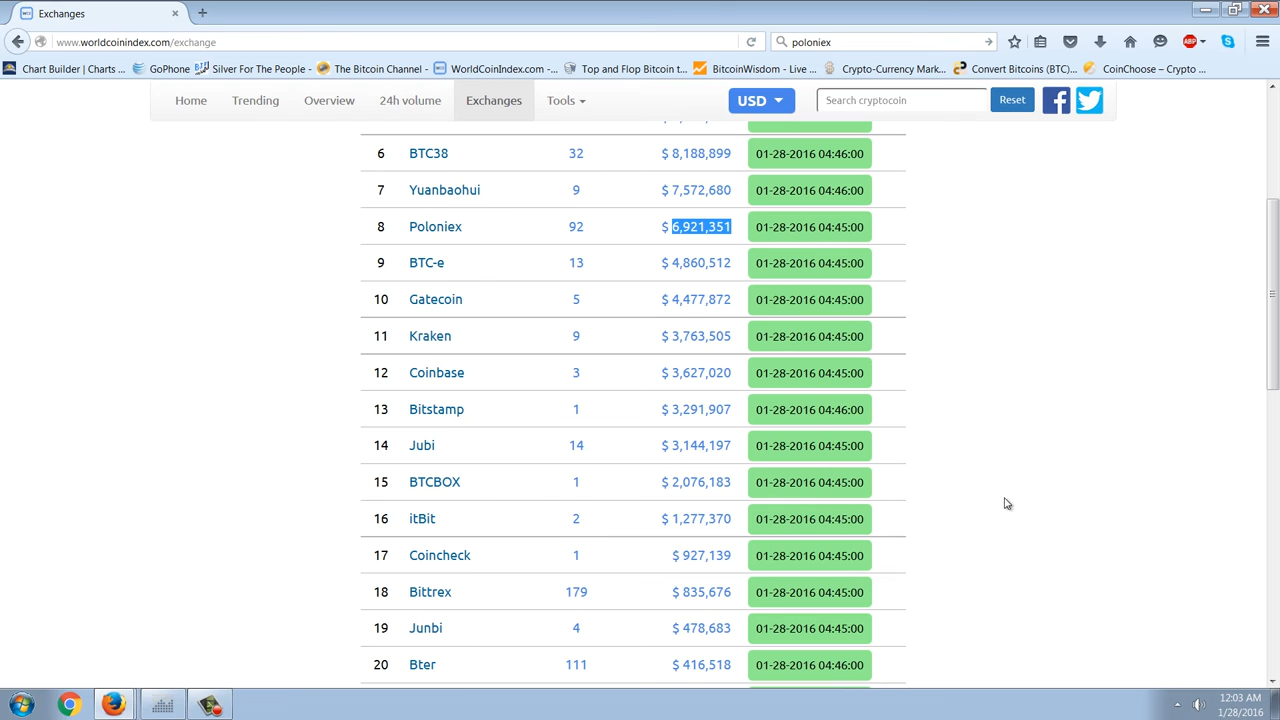 Exchanges
www.worldcoinindex.com/exchange
poloniex
Chart Builder | Charts ... GoPhone Silver For The People - ... The Bitcoin Channel - ... WorldCoinIndex.com -... Top and Flop Bitcoin t... BitcoinWisdom - Live ... Crypto-Currency Mark... Convert Bitcoins (BTC)... CoinChoose – Crypto ...
Home Trending Overview 24h volume Exchanges Tools USD Search cryptocoin Reset
6 BTC38 32 $ 8,188,899 01-28-2016 04:46:00
7 Yuanbaohui 9 $ 7,572,680 01-28-2016 04:46:00
8 Poloniex 92 $ 6,921,351 01-28-2016 04:45:00
9 BTC-e 13 $ 4,860,512 01-28-2016 04:45:00
10 Gatecoin 5 $ 4,477,872 01-28-2016 04:45:00
11 Kraken 9 $ 3,763,505 01-28-2016 04:45:00
12 Coinbase 3 $ 3,627,020 01-28-2016 04:45:00
13 Bitstamp 1 $ 3,291,907 01-28-2016 04:46:00
14 Jubi 14 $ 3,144,197 01-28-2016 04:45:00
15 BTCBOX 1 $ 2,076,183 01-28-2016 04:45:00
16 itBit 2 $ 1,277,370 01-28-2016 04:45:00
17 Coincheck 1 $ 927,139 01-28-2016 04:45:00
18 Bittrex 179 $ 835,676 01-28-2016 04:45:00
19 Junbi 4 $ 478,683 01-28-2016 04:45:00
20 Bter 111 $ 416,518 01-28-2016 04:46:00
12:03 AM
1/28/2016